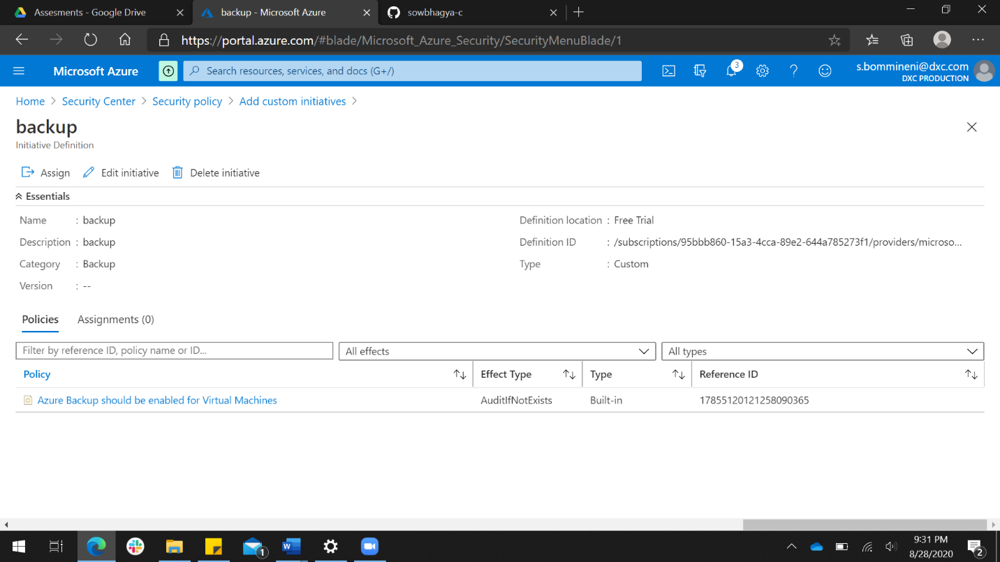 Assesments - Google Drive
backup - Microsoft Azure
sowbhagya-c
https://portal.azure.com/#blade/Microsoft_Azure_Security/SecurityMenuBlade/1
Microsoft Azure
Search resources, services, and docs (G+/)
3
s.bommineni@dxc.com
DXC PRODUCTION
Home > Security Center > Security policy > Add custom initiatives >
backup
Initiative Definition
Assign
Edit initiative
Delete initiative
Essentials
Name : backup
Definition location : Free Trial
Description : backup
Definition ID : /subscriptions/95bbb860-15a3-4cca-89e2-644a785273f1/providers/microso...
Category : Backup
Type : Custom
Version : --
Policies
Assignments (0)
Filter by reference ID, policy name or ID...
All effects
All types
Policy
Effect Type
Type
Reference ID
Azure Backup should be enabled for Virtual Machines
AuditIfNotExists
Built-in
17855120121258090365
1
9:31 PM
8/28/2020
2